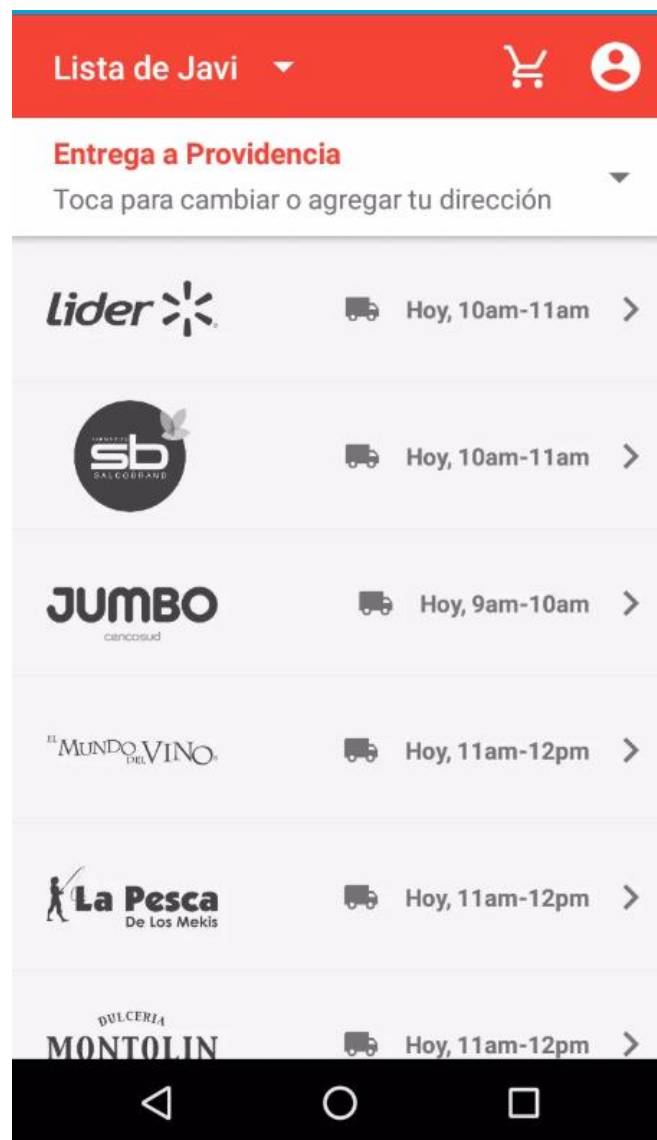 Lista de Javi
Entrega a Providencia
Toca para cambiar o agregar tu dirección
Lider
Hoy, 10am-11am
sb
SALCOBRAND
Hoy, 10am-11am
JUMBO
cencosud
Hoy, 9am-10am
EL MUNDO DEL VINO
Hoy, 11am-12pm
La Pesca
De Los Mekis
Hoy, 11am-12pm
DULCERIA
MONTOLIN
Hoy, 11am-12pm